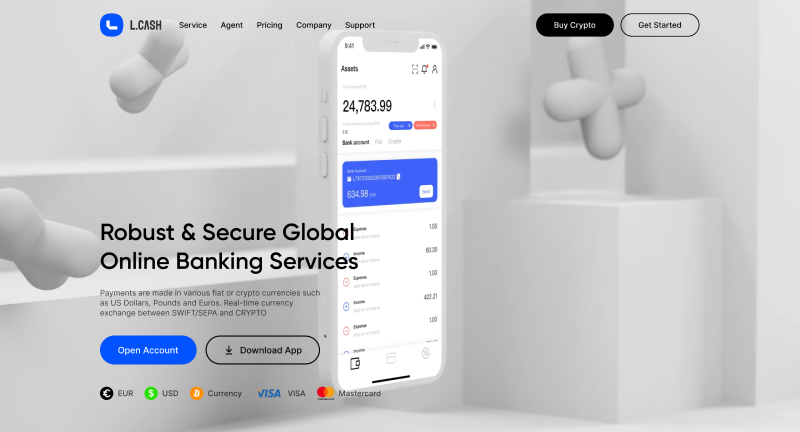 L.CASH
Service Agent Pricing Company Support
Buy Crypto
Get Started
9:41
Assets
24,783.99
Bank account Fiat Crypto
634.98
Send
Expense 1.00
Income 60.30
Expense 1.00
Income 422.21
Expense 1.00
Income
Robust & Secure Global
Online Banking Services
Payments are made in various fiat or crypto currencies such
as US Dollars, Pounds and Euros. Real-time currency
exchange between SWIFT/SEPA and CRYPTO
Open Account
Download App
EUR USD Currency VISA VISA Mastercard